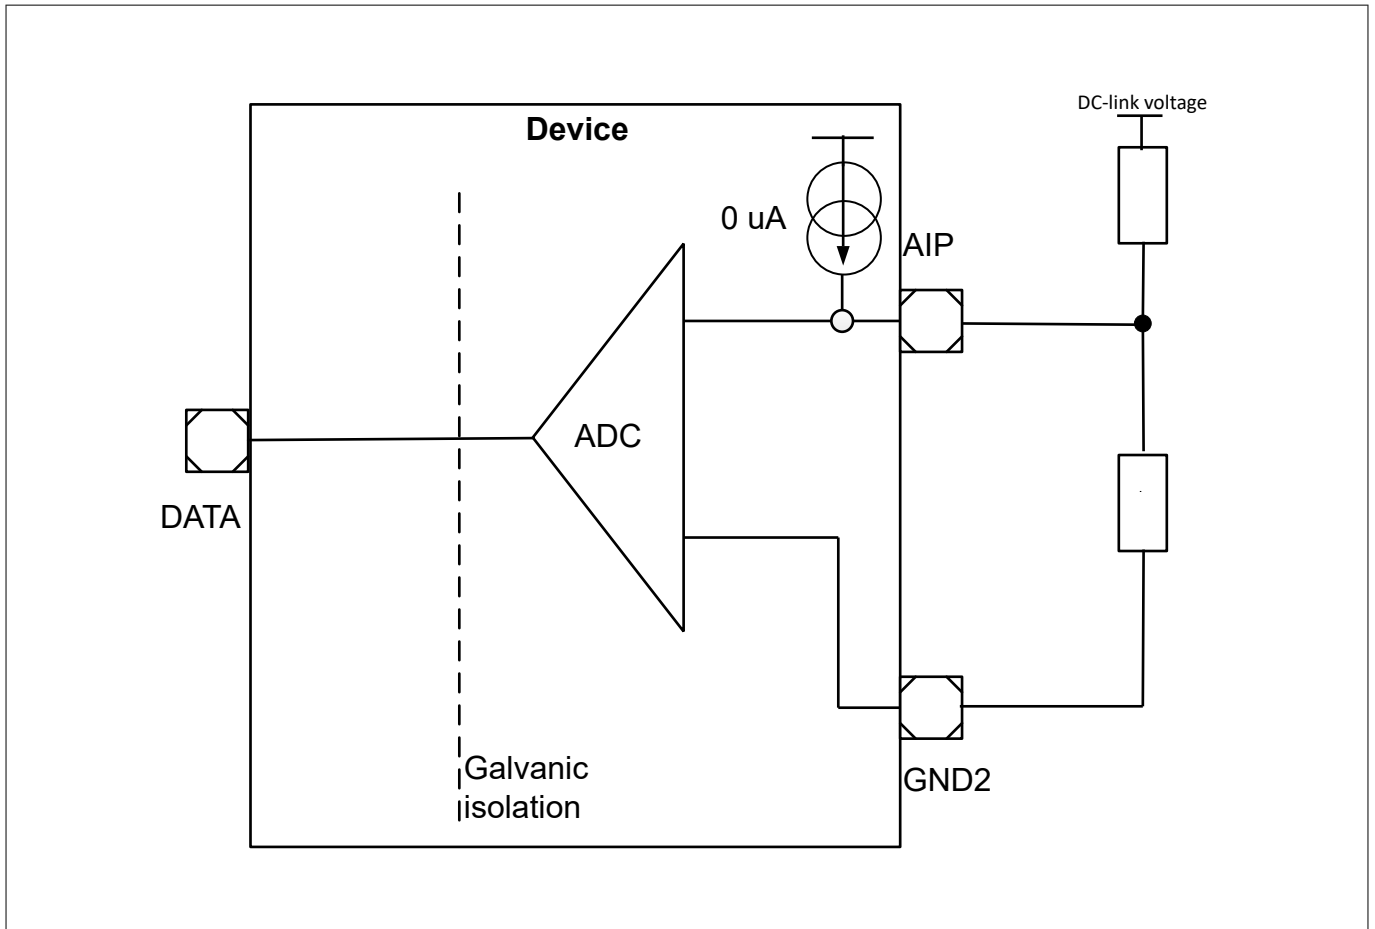 DC-link voltage
Device
0 uA
AIP
ADC
DATA
Galvanic
isolation
GND2